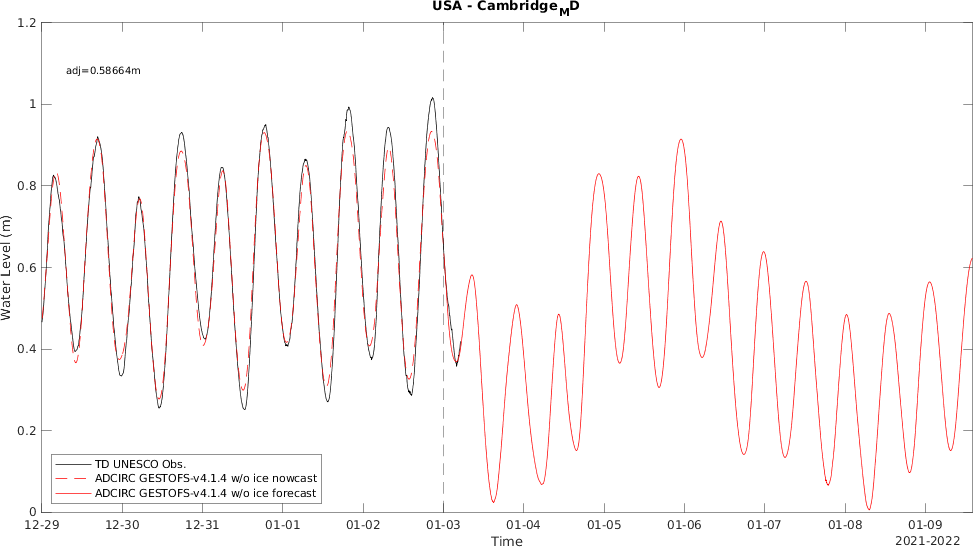 USA - Cambridge_MD
1.2
1
0.8
0.6
0.4
0.2
0
Water Level (m)
adj=0.58664m
TD UNESCO Obs.
ADCIRC GESTOFS-v4.1.4 w/o ice nowcast
ADCIRC GESTOFS-v4.1.4 w/o ice forecast
12-29 12-30 12-31 01-01 01-02 01-03 01-04 01-05 01-06 01-07 01-08 01-09
Time
2021-2022